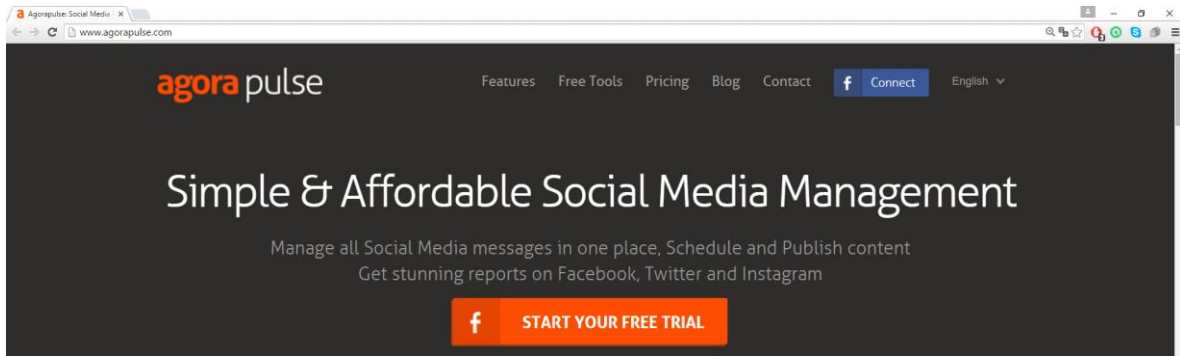 Agorapulse: Social Media
www.agorapulse.com
agora pulse
Features Free Tools Pricing Blog Contact f Connect English
Simple & Affordable Social Media Management
Manage all Social Media messages in one place, Schedule and Publish content
Get stunning reports on Facebook, Twitter and Instagram
f START YOUR FREE TRIAL